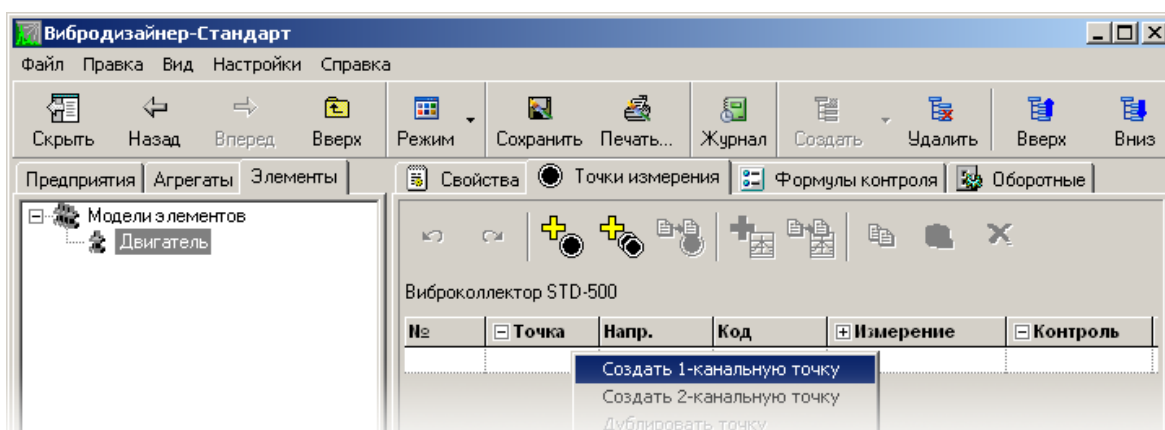 Вибродизайнер-Стандарт
Файл Правка Вид Настройки Справка
Скрыть Назад Вперед Вверх Режим Сохранить Печать... Журнал Создать Удалить Вверх Вниз
Предприятия Агрегаты Элементы Свойства Точки измерения Формулы контроля Оборотные
Модели элементов
Двигатель
Виброколлектор STD-500
№ Точка Напр. Код Измерение Контроль
Создать 1-канальную точку
Создать 2-канальную точку
Дублировать точку